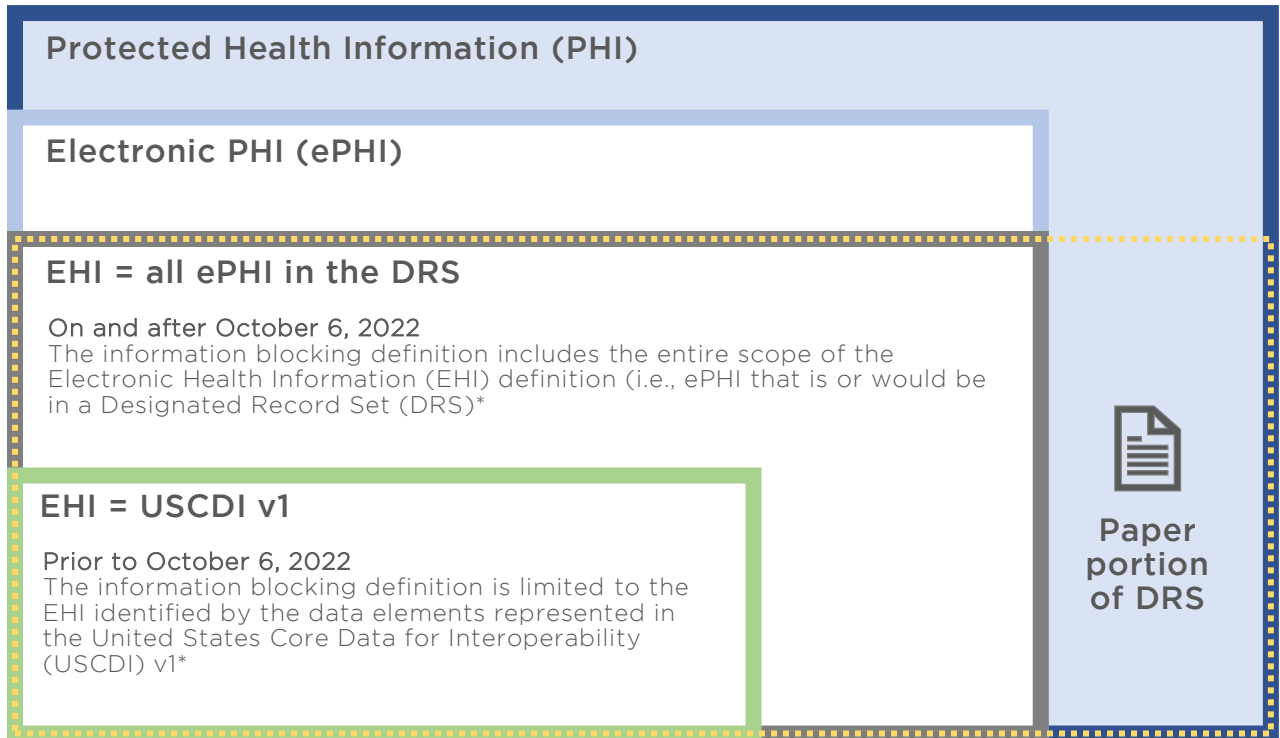 Protected Health Information (PHI)
Electronic PHI (ePHI)
EHI = all ePHI in the DRS
On and after October 6, 2022
The information blocking definition includes the entire scope of the
Electronic Health Information (EHI) definition (i.e., ePHI that is or would be
in a Designated Record Set (DRS)*
EHI = USCDI v1
Prior to October 6, 2022
The information blocking definition is limited to the
EHI identified by the data elements represented in
the United States Core Data for Interoperability
(USCDI) v1*
Paper
portion
of DRS